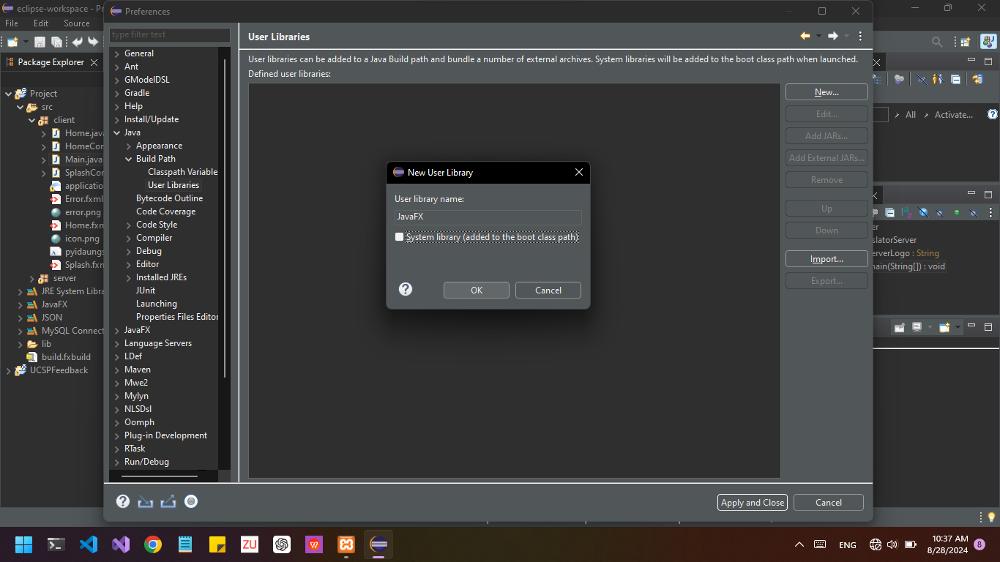 eclipse-workspace - Pr
Preferences
File Edit Source
type filter text
User Libraries
User libraries can be added to a Java Build path and bundle a number of external archives. System libraries will be added to the boot class path when launched.
Defined user libraries:
Package Explorer
Project
src
client
Home.java
HomeCon
Main.java
SplashCon
applicatio
Error.fxml
error.png
Home.fxm
icon.png
pyidaungs
Splash.fxm
server
JRE System Libra
JavaFX
JSON
MySQL Connect
lib
build.fxbuild
UCSPFeedback
General
Ant
GModelDSL
Gradle
Help
Install/Update
Java
Appearance
Build Path
Classpath Variable
User Libraries
Bytecode Outline
Code Coverage
Code Style
Compiler
Debug
Editor
Installed JREs
JUnit
Launching
Properties Files Editor
JavaFX
Language Servers
LDef
Maven
Mwe2
Mylyn
NLSDsl
Oomph
Plug-in Development
RTask
Run/Debug
New User Library
User library name:
JavaFX
System library (added to the boot class path)
OK Cancel
New...
Edit...
Add JARs...
Add External JARs...
Remove
Up
Down
Import...
Export...
All Activate...
er
slatorServer
erverLogo : String
main(String[]) : void
Apply and Close Cancel
ZU
W
ENG
10:37 AM
8/28/2024
8